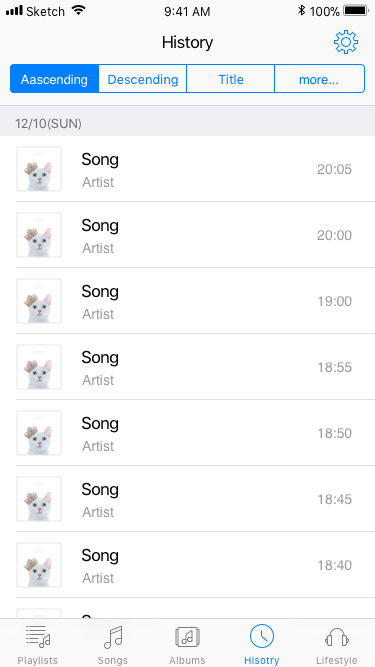 Sketch 9:41 AM 100%
History
Aascending Descending Title more...
12/10(SUN)
Song
Artist 20:05
Song
Artist 20:00
Song
Artist 19:00
Song
Artist 18:55
Song
Artist 18:50
Song
Artist 18:45
Song
Artist 18:40
Playlists Songs Albums Hisotry Lifestyle